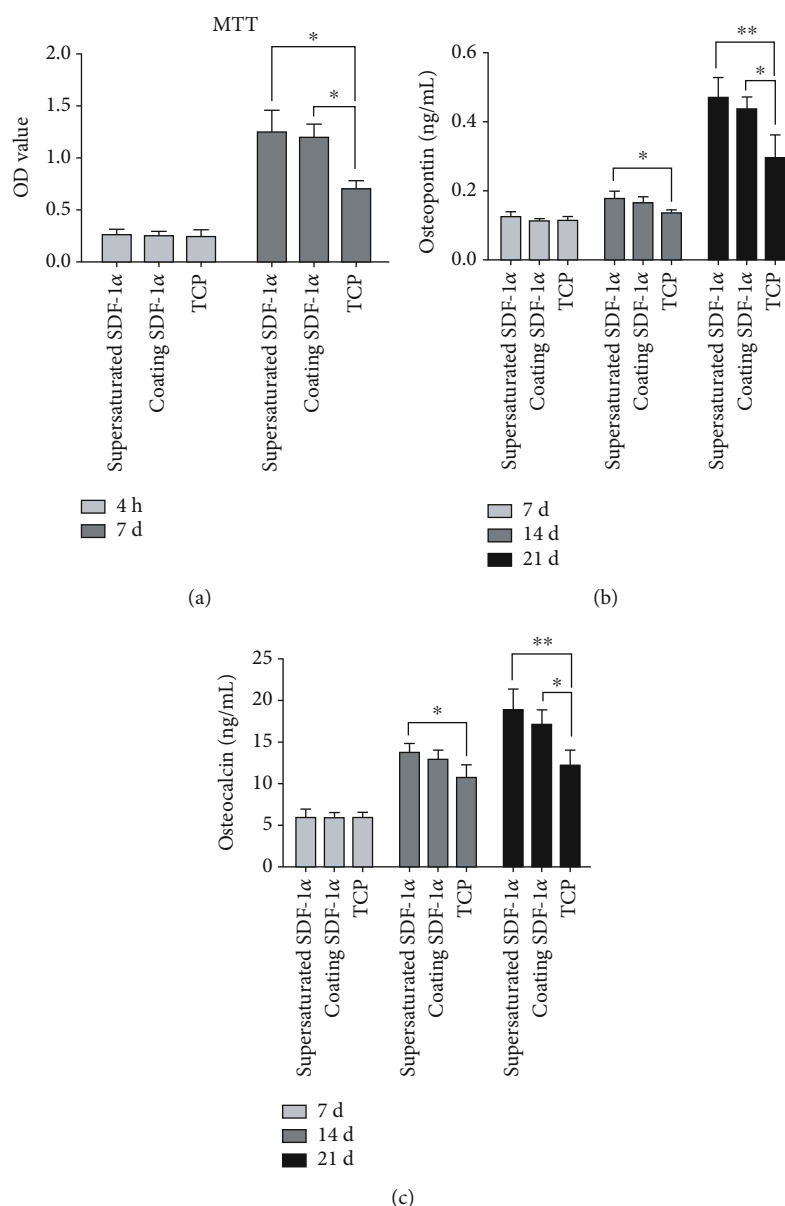 MTT
OD value
2.0
1.5
1.0
0.5
0.0
*
*
Supersaturated SDF-1α
Coating SDF-1α
TCP
Supersaturated SDF-1α
Coating SDF-1α
TCP
4 h
7 d
(a)
Osteopontin (ng/mL)
0.6
0.4
0.2
0.0
*
**
*
Supersaturated SDF-1α
Coating SDF-1α
TCP
Supersaturated SDF-1α
Coating SDF-1α
TCP
Supersaturated SDF-1α
Coating SDF-1α
TCP
7 d
14 d
21 d
(b)
Osteocalcin (ng/mL)
25
20
15
10
5
0
*
**
*
Supersaturated SDF-1α
Coating SDF-1α
TCP
Supersaturated SDF-1α
Coating SDF-1α
TCP
Supersaturated SDF-1α
Coating SDF-1α
TCP
7 d
14 d
21 d
(c)